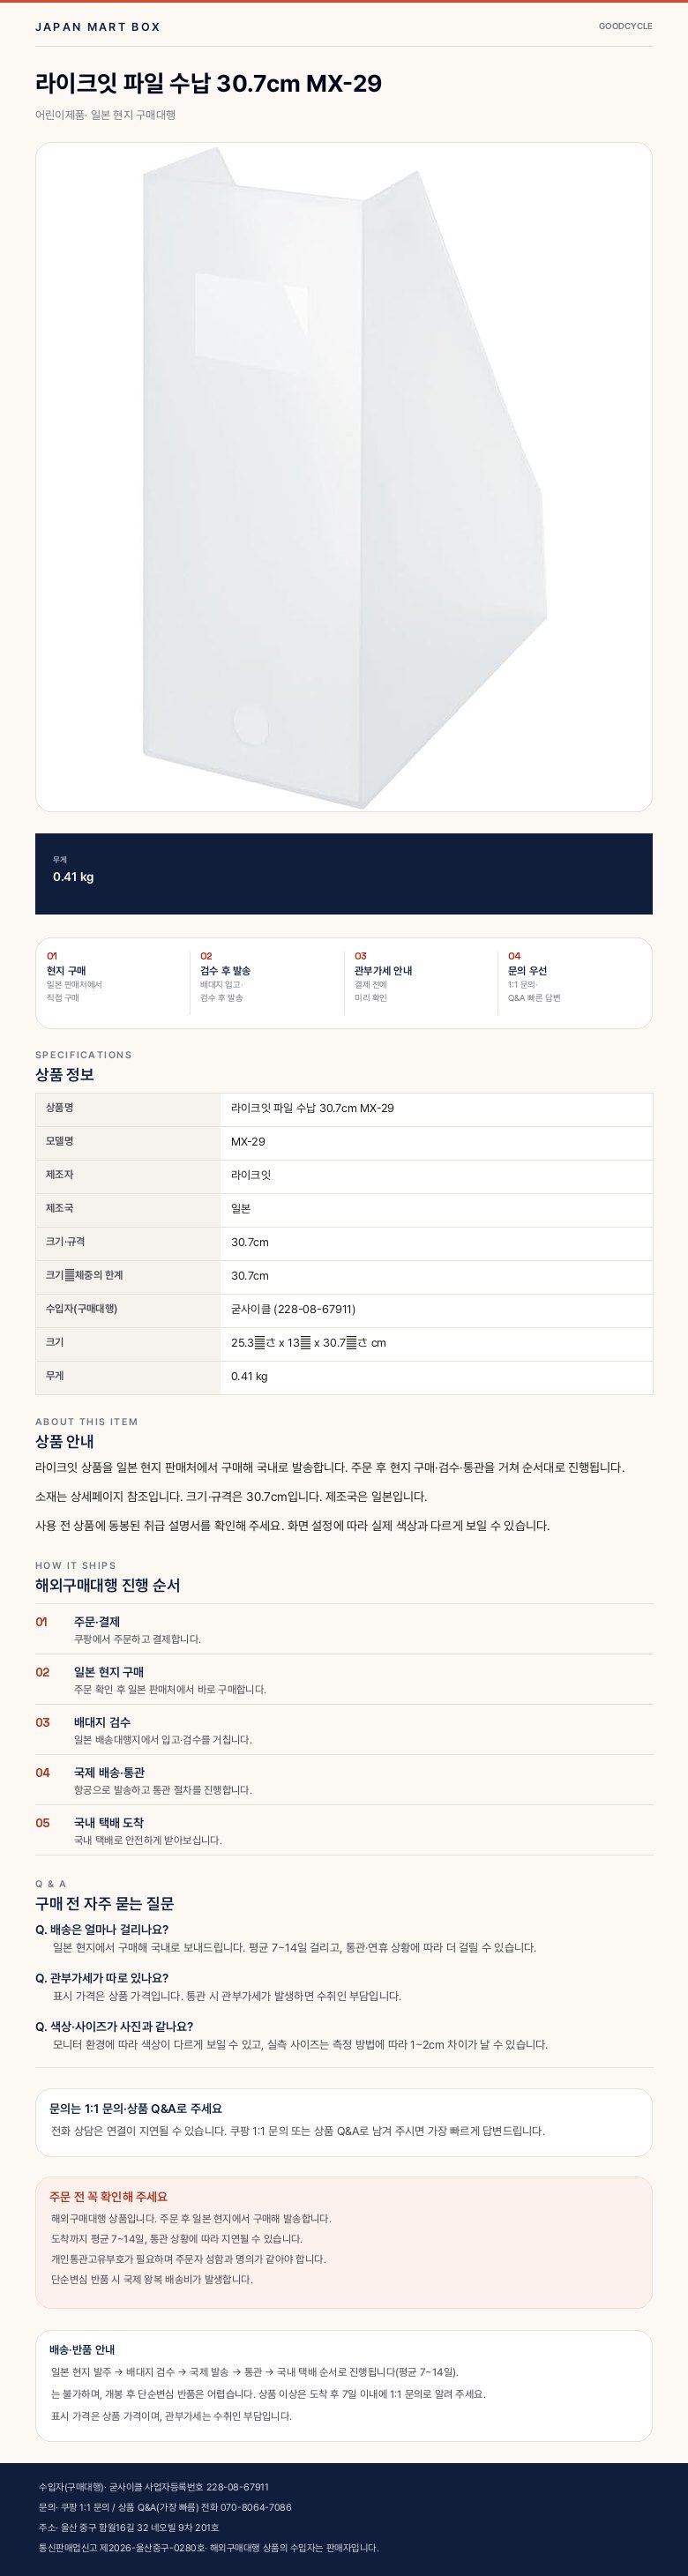 JAPAN MART BOX
GOODCYCLE
라이크잇 파일 수납 30.7cm MX-29
어린이제품· 일본 현지 구매대행
무게
0.41 kg
01
현지 구매
일본 판매처에서
직접 구매
02
검수 후 발송
배대지 입고·
검수 후 발송
03
관부가세 안내
결제 전에
미리 확인
04
문의 우선
1:1 문의·
Q&A 빠른 답변
SPECIFICATIONS
상품 정보
상품명 라이크잇 파일 수납 30.7cm MX-29
모델명 MX-29
제조자 라이크잇
제조국 일본
크기·규격 30.7cm
크기 체중의 한계 30.7cm
수입자(구매대행) 굳사이클 (228-08-67911)
크기 25.3 x 13 x 30.7 cm
무게 0.41 kg
ABOUT THIS ITEM
상품 안내
라이크잇 상품을 일본 현지 판매처에서 구매해 국내로 발송합니다. 주문 후 현지 구매·검수·통관을 거쳐 순서대로 진행됩니다.
소재는 상세페이지 참조입니다. 크기·규격은 30.7cm입니다. 제조국은 일본입니다.
사용 전 상품에 동봉된 취급 설명서를 확인해 주세요. 화면 설정에 따라 실제 색상과 다르게 보일 수 있습니다.
HOW IT SHIPS
해외구매대행 진행 순서
01 주문·결제
쿠팡에서 주문하고 결제합니다.
02 일본 현지 구매
주문 확인 후 일본 판매처에서 바로 구매합니다.
03 배대지 검수
일본 배송대행지에서 입고·검수를 거칩니다.
04 국제 배송·통관
항공으로 발송하고 통관 절차를 진행합니다.
05 국내 택배 도착
국내 택배로 안전하게 받아보십니다.
Q & A
구매 전 자주 묻는 질문
Q. 배송은 얼마나 걸리나요?
일본 현지에서 구매해 국내로 보내드립니다. 평균 7~14일 걸리고, 통관·연휴 상황에 따라 더 걸릴 수 있습니다.
Q. 관부가세가 따로 있나요?
표시 가격은 상품 가격입니다. 통관 시 관부가세가 발생하면 수취인 부담입니다.
Q. 색상·사이즈가 사진과 같나요?
모니터 환경에 따라 색상이 다르게 보일 수 있고, 실측 사이즈는 측정 방법에 따라 1~2cm 차이가 날 수 있습니다.
문의는 1:1 문의·상품 Q&A로 주세요
전화 상담은 연결이 지연될 수 있습니다. 쿠팡 1:1 문의 또는 상품 Q&A로 남겨 주시면 가장 빠르게 답변드립니다.
주문 전 꼭 확인해 주세요
해외구매대행 상품입니다. 주문 후 일본 현지에서 구매해 발송합니다.
도착까지 평균 7~14일, 통관 상황에 따라 지연될 수 있습니다.
개인통관고유부호가 필요하며 주문자 성함과 명의가 같아야 합니다.
단순변심 반품 시 국제 왕복 배송비가 발생합니다.
배송·반품 안내
일본 현지 발주 → 배대지 검수 → 국제 발송 → 통관 → 국내 택배 순서로 진행됩니다(평균 7~14일).
는 불가하며, 개봉 후 단순변심 반품은 어렵습니다. 상품 이상은 도착 후 7일 이내에 1:1 문의로 알려 주세요.
표시 가격은 상품 가격이며, 관부가세는 수취인 부담입니다.
수입자(구매대행)· 굳사이클 사업자등록번호 228-08-67911
문의· 쿠팡 1:1 문의 / 상품 Q&A(가장 빠름) 전화 070-8064-7086
주소· 울산 중구 함월16길 32 네오빌 9차 201호
통신판매업신고 제2026-울산중구-0280호· 해외구매대행 상품의 수입자는 판매자입니다.